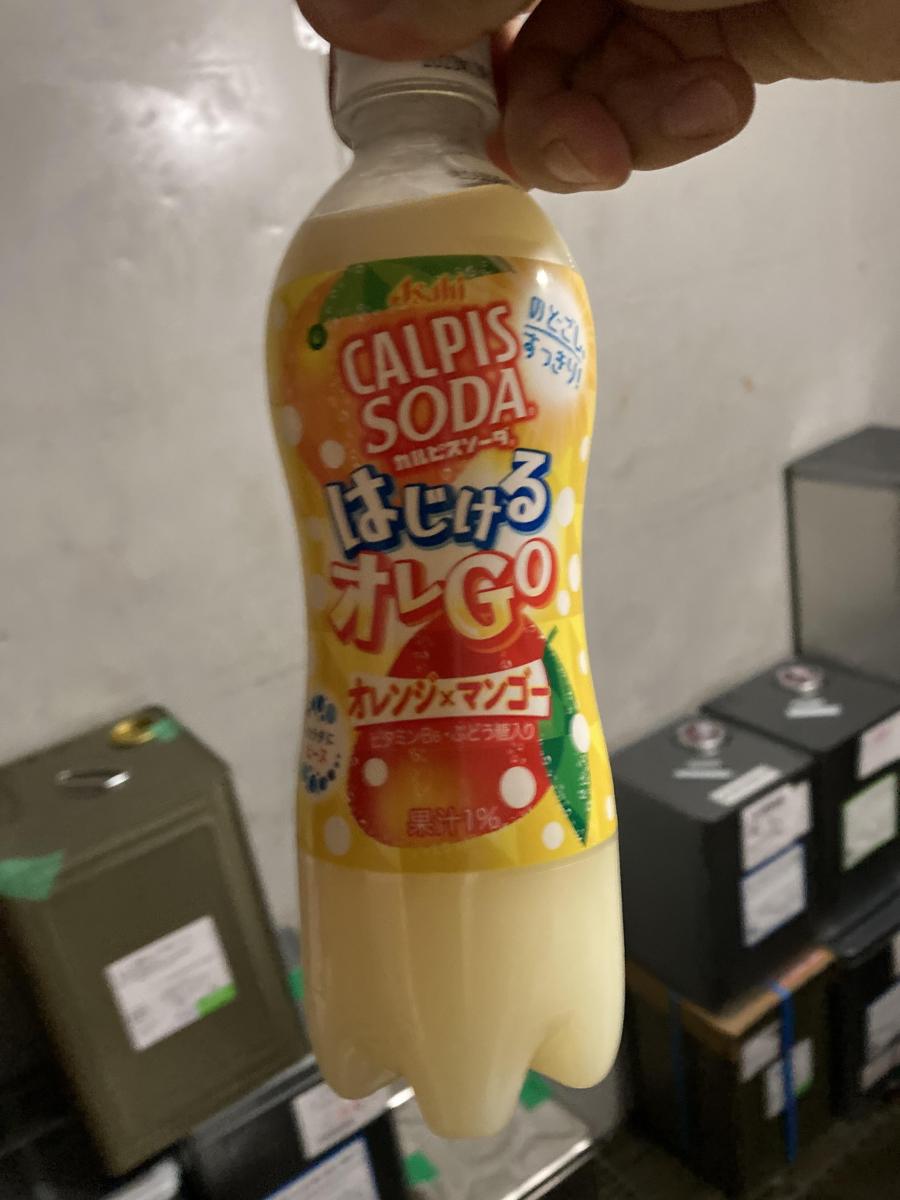 Asahi
CALPIS
SODA
カルピスソーダ
のどごし
すっきり!
はじける
オレGO
オレンジ×マンゴー
ビタミンB6・ぶどう糖入り
果汁1%